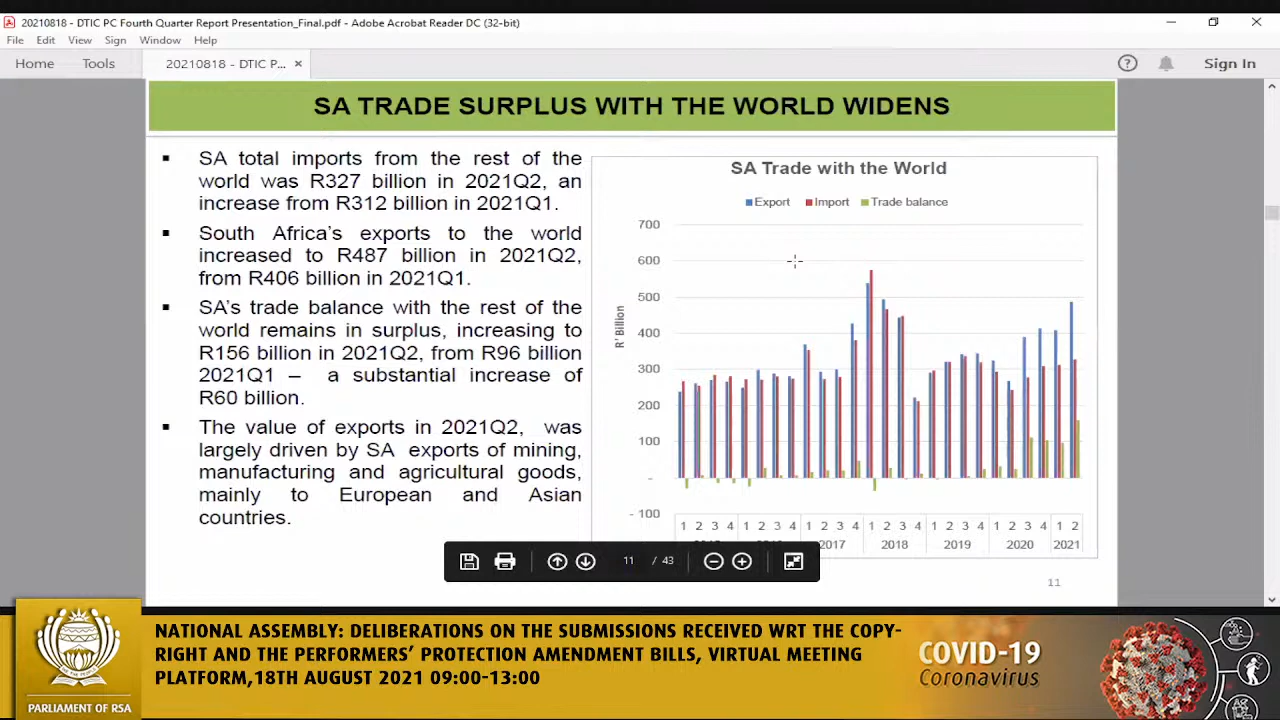 20210818 - DTIC PC Fourth Quarter Report Presentation_Final.pdf - Adobe Acrobat Reader DC (32-bit)
File Edit View Sign Window Help
Home Tools 20210818 - DTIC P... × Sign In
SA TRADE SURPLUS WITH THE WORLD WIDENS
▪ SA total imports from the rest of the
world was R327 billion in 2021Q2, an
increase from R312 billion in 2021Q1.
▪ South Africa's exports to the world
increased to R487 billion in 2021Q2,
from R406 billion in 2021Q1.
▪ SA's trade balance with the rest of the
world remains in surplus, increasing to
R156 billion in 2021Q2, from R96 billion
2021Q1 – a substantial increase of
R60 billion.
▪ The value of exports in 2021Q2, was
largely driven by SA exports of mining,
manufacturing and agricultural goods,
mainly to European and Asian
countries.
SA Trade with the World
Export Import Trade balance
R' Billion
700
600
500
400
300
200
100
-
- 100
1 2 3 4 1 2 3 4 1 2 3 4 1 2 3 4 1 2 3 4 1 2 3 4 1 2
2017 2018 2019 2020 2021
11 / 43
11
NATIONAL ASSEMBLY: DELIBERATIONS ON THE SUBMISSIONS RECEIVED WRT THE COPY-
RIGHT AND THE PERFORMERS' PROTECTION AMENDMENT BILLS, VIRTUAL MEETING
PLATFORM,18TH AUGUST 2021 09:00-13:00
PARLIAMENT OF RSA
COVID-19
Coronavirus